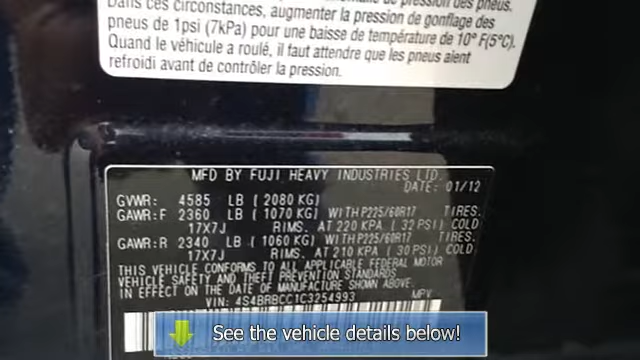 Dans ces circonstances, augmenter la pression de gonflage des
pneus de 1psi (7kPa) pour une baisse de température de 10° F(5°C).
Quand le véhicule a roulé, il faut attendre que les pneus aient
refroidi avant de contrôler la pression.
MFD BY FUJI HEAVY INDUSTRIES LTD.
DATE: 01/12
GVWR: 4585 LB ( 2080 KG)
GAWR:F 2360 LB ( 1070 KG) WITH P225/60R17 TIRES.
17X7J RIMS. AT 220 KPA ( 32 PSI) COLD
GAWR:R 2340 LB ( 1060 KG) WITH P225/60R17 TIRES.
17X7J RIMS. AT 210 KPA ( 30 PSI) COLD.
THIS VEHICLE CONFORMS TO ALL APPLICABLE FEDERAL MOTOR
VEHICLE SAFETY AND THEFT PREVENTION STANDARDS
IN EFFECT ON THE DATE OF MANUFACTURE SHOWN ABOVE.
VIN: 4S4BRBCC1C3254993 MPV
See the vehicle details below!